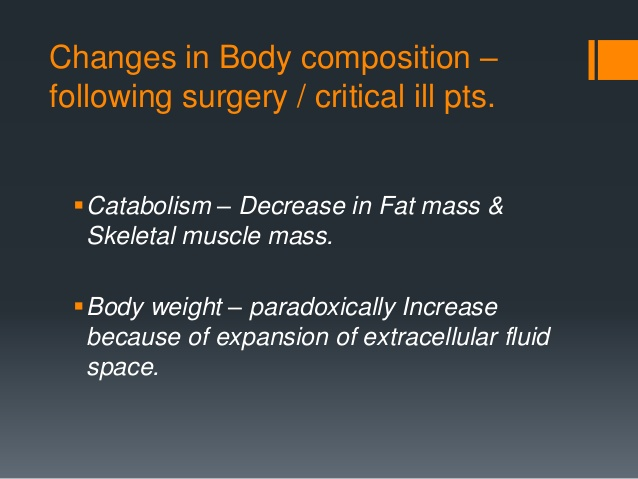 Changes in Body composition –
following surgery / critical ill pts.
▪Catabolism – Decrease in Fat mass &
Skeletal muscle mass.
▪Body weight – paradoxically Increase
because of expansion of extracellular fluid
space.